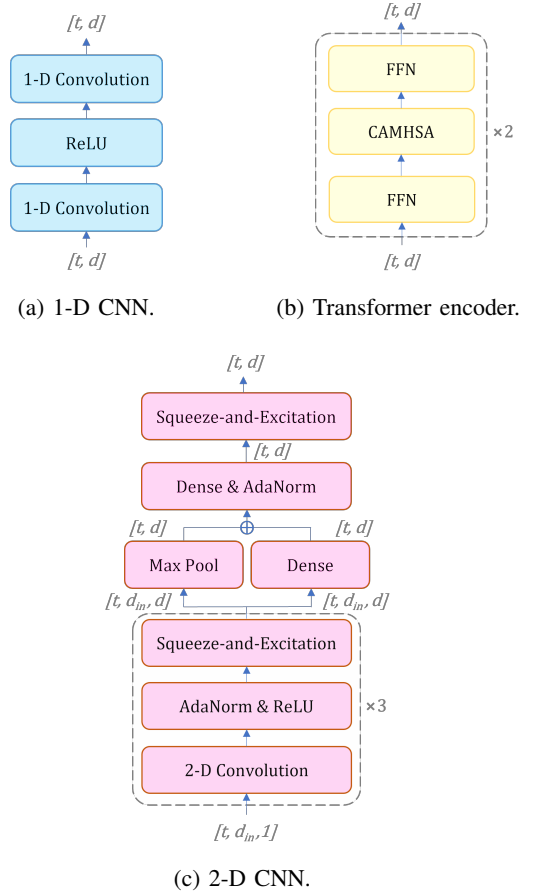 [t, d]
1-D Convolution
ReLU
1-D Convolution
[t, d]
(a) 1-D CNN.
[t, d]
FFN
CAMHSA
×2
FFN
[t, d]
(b) Transformer encoder.
[t, d]
Squeeze-and-Excitation
[t, d]
Dense & AdaNorm
[t, d] [t, d]
Max Pool Dense
[t, d_in, d] [t, d_in, d]
Squeeze-and-Excitation
AdaNorm & ReLU ×3
2-D Convolution
[t, d_in, 1]
(c) 2-D CNN.